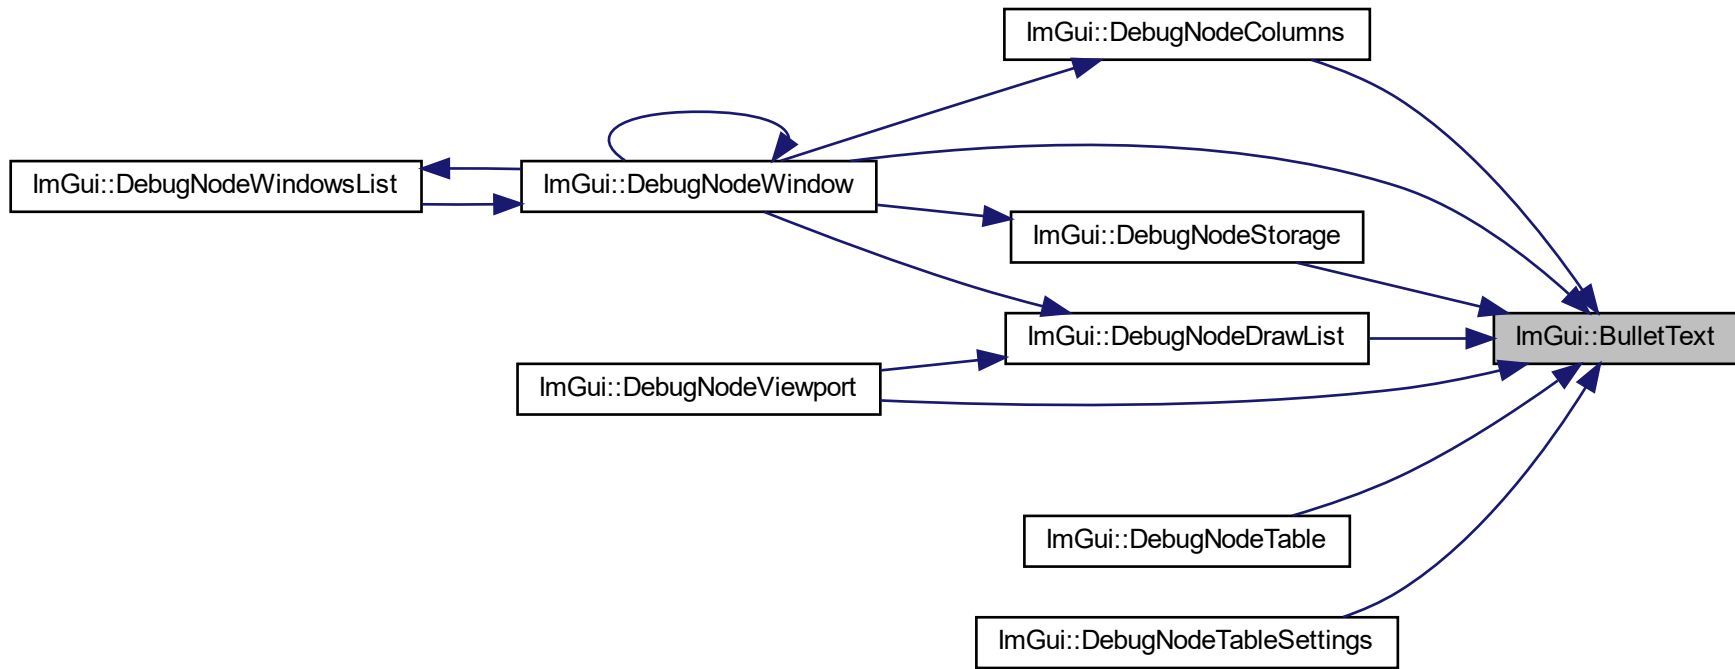 ImGui::DebugNodeColumns
ImGui::DebugNodeWindowsList
ImGui::DebugNodeWindow
ImGui::DebugNodeStorage
ImGui::DebugNodeDrawList
ImGui::BulletText
ImGui::DebugNodeViewport
ImGui::DebugNodeTable
ImGui::DebugNodeTableSettings